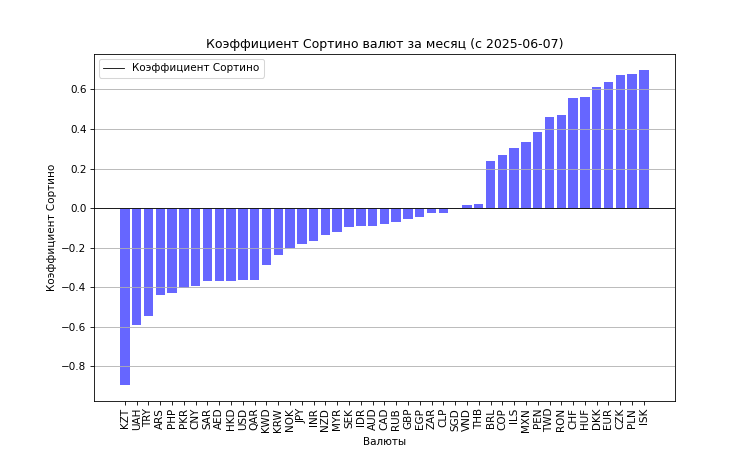 Коэффициент Сортино валют за месяц (с 2025-06-07)
Коэффициент Сортино
Коэффициент Сортино
0.6
0.4
0.2
0.0
−0.2
−0.4
−0.6
−0.8
KZT UAH TRY ARS PHP PKR CNY SAR AED HKD USD QAR KWD KRW NOK JPY INR NZD MYR SEK IDR AUD CAD RUB GBP EGP ZAR CLP SGD VND THB BRL COP ILS MXN PEN TWD RON CHF HUF DKK EUR CZK PLN ISK
Валюты